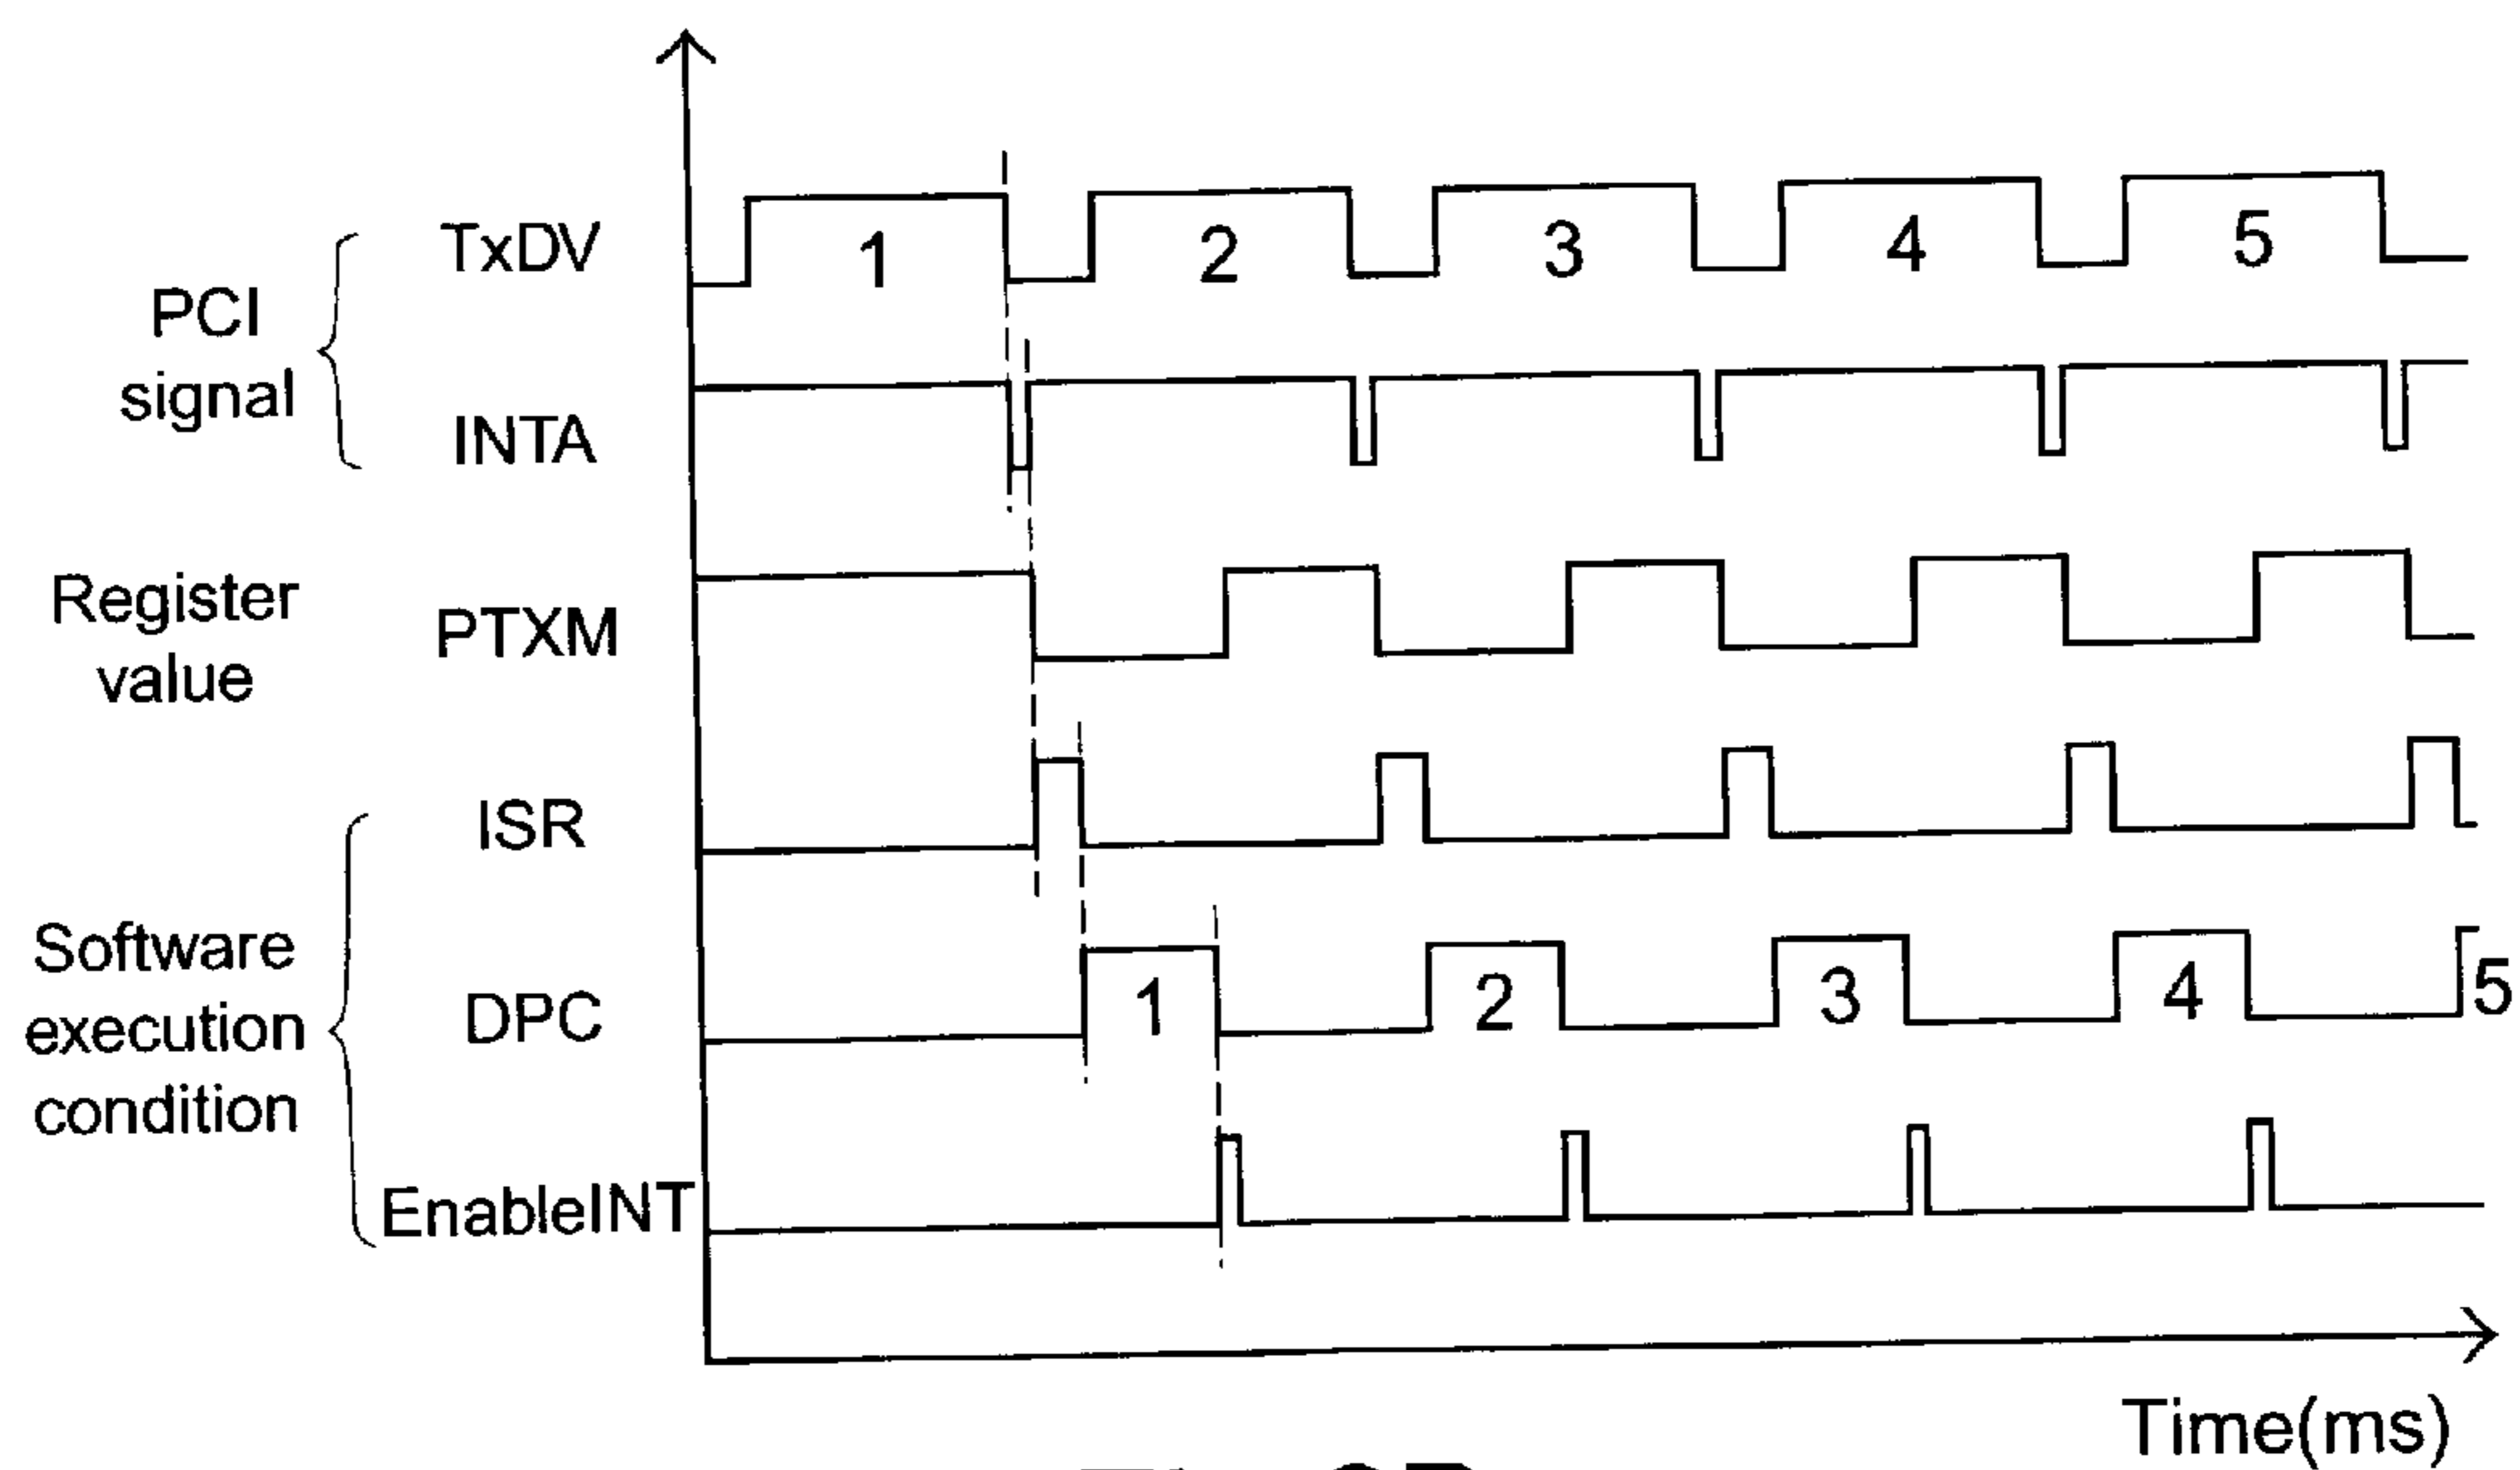 TxDV
1
2
3
4
5
PCI
signal
INTA
Register
value
PTXM
ISR
Software
execution
condition
DPC
1
2
3
4
5
EnableINT
Time(ms)